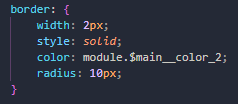 border: {
    width: 2px;
    style: solid;
    color: module.$main__color_2;
    radius: 10px;
}